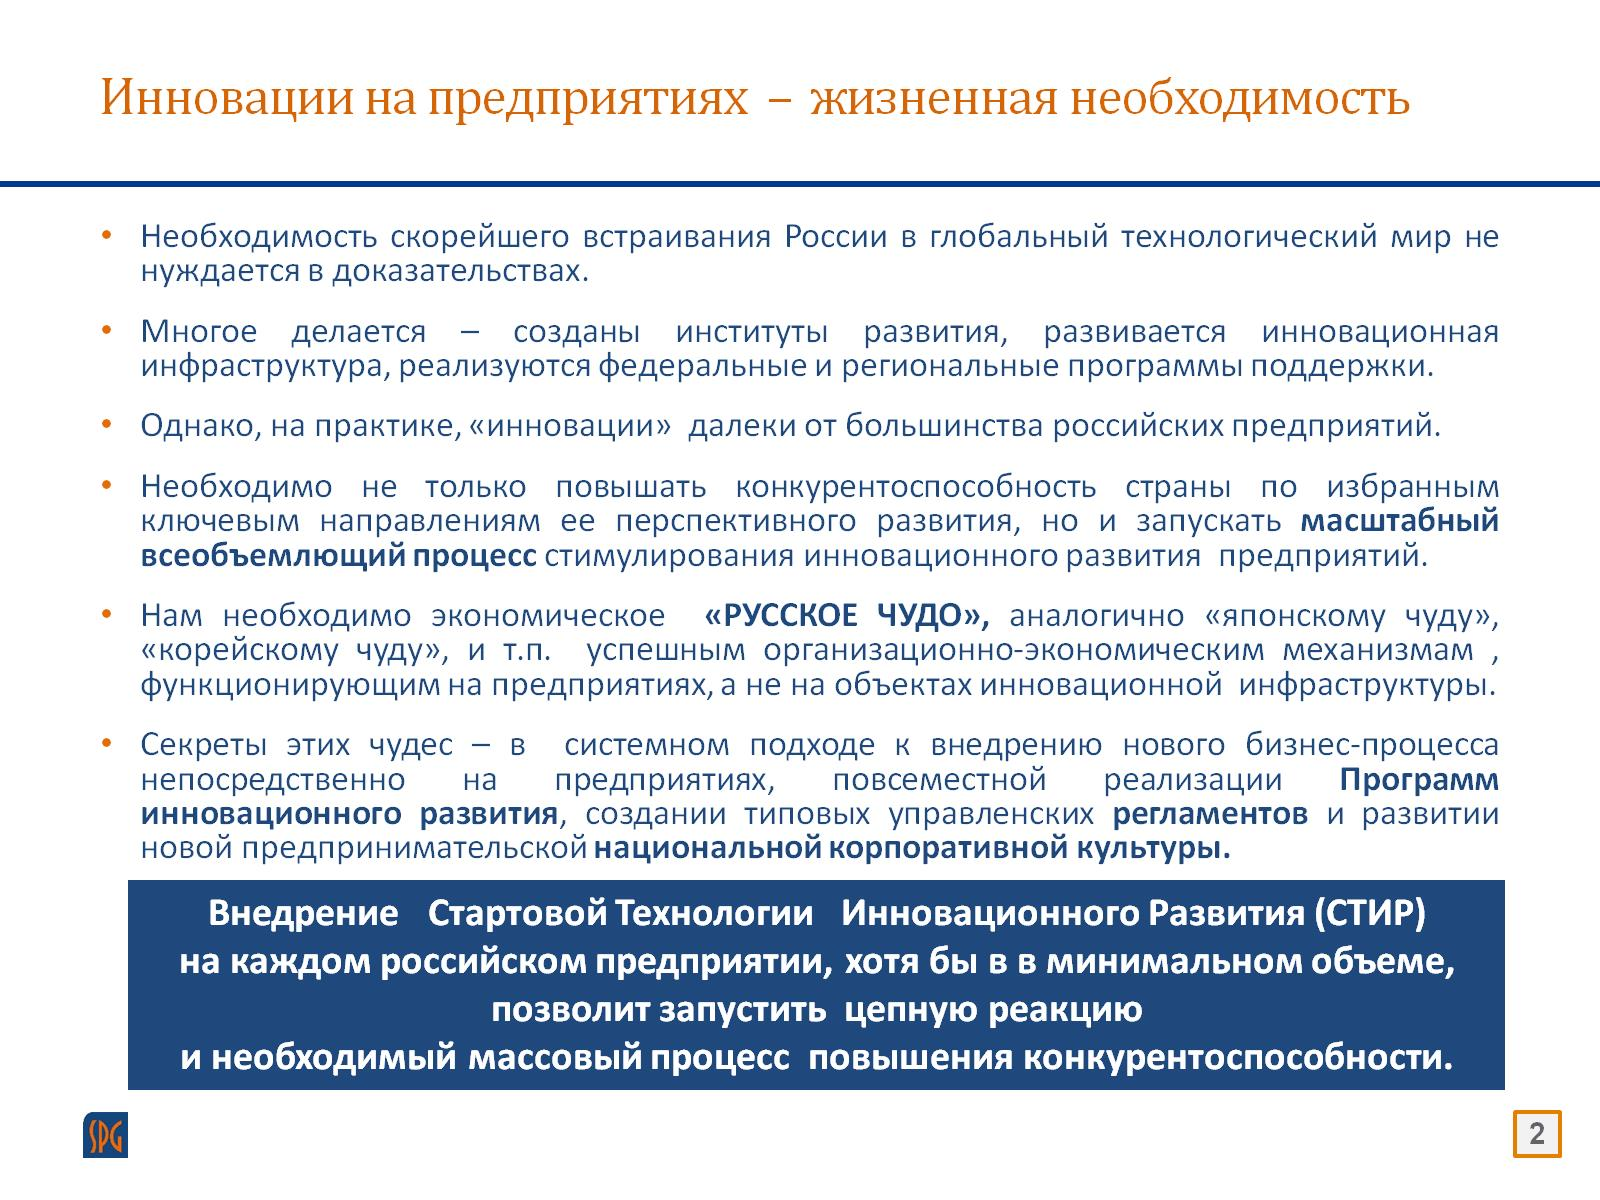 Инновации на предприятиях – жизненная необходимость
• Необходимость скорейшего встраивания России в глобальный технологический мир не
нуждается в доказательствах.
• Многое делается – созданы институты развития, развивается инновационная
инфраструктура, реализуются федеральные и региональные программы поддержки.
• Однако, на практике, «инновации» далеки от большинства российских предприятий.
• Необходимо не только повышать конкурентоспособность страны по избранным
ключевым направлениям ее перспективного развития, но и запускать масштабный
всеобъемлющий процесс стимулирования инновационного развития предприятий.
• Нам необходимо экономическое «РУССКОЕ ЧУДО», аналогично «японскому чуду»,
«корейскому чуду», и т.п. успешным организационно-экономическим механизмам ,
функционирующим на предприятиях, а не на объектах инновационной инфраструктуры.
• Секреты этих чудес – в системном подходе к внедрению нового бизнес-процесса
непосредственно на предприятиях, повсеместной реализации Программ
инновационного развития, создании типовых управленских регламентов и развитии
новой предпринимательской национальной корпоративной культуры.
Внедрение Стартовой Технологии Инновационного Развития (СТИР)
на каждом российском предприятии, хотя бы в в минимальном объеме,
позволит запустить цепную реакцию
и необходимый массовый процесс повышения конкурентоспособности.
SPG
2